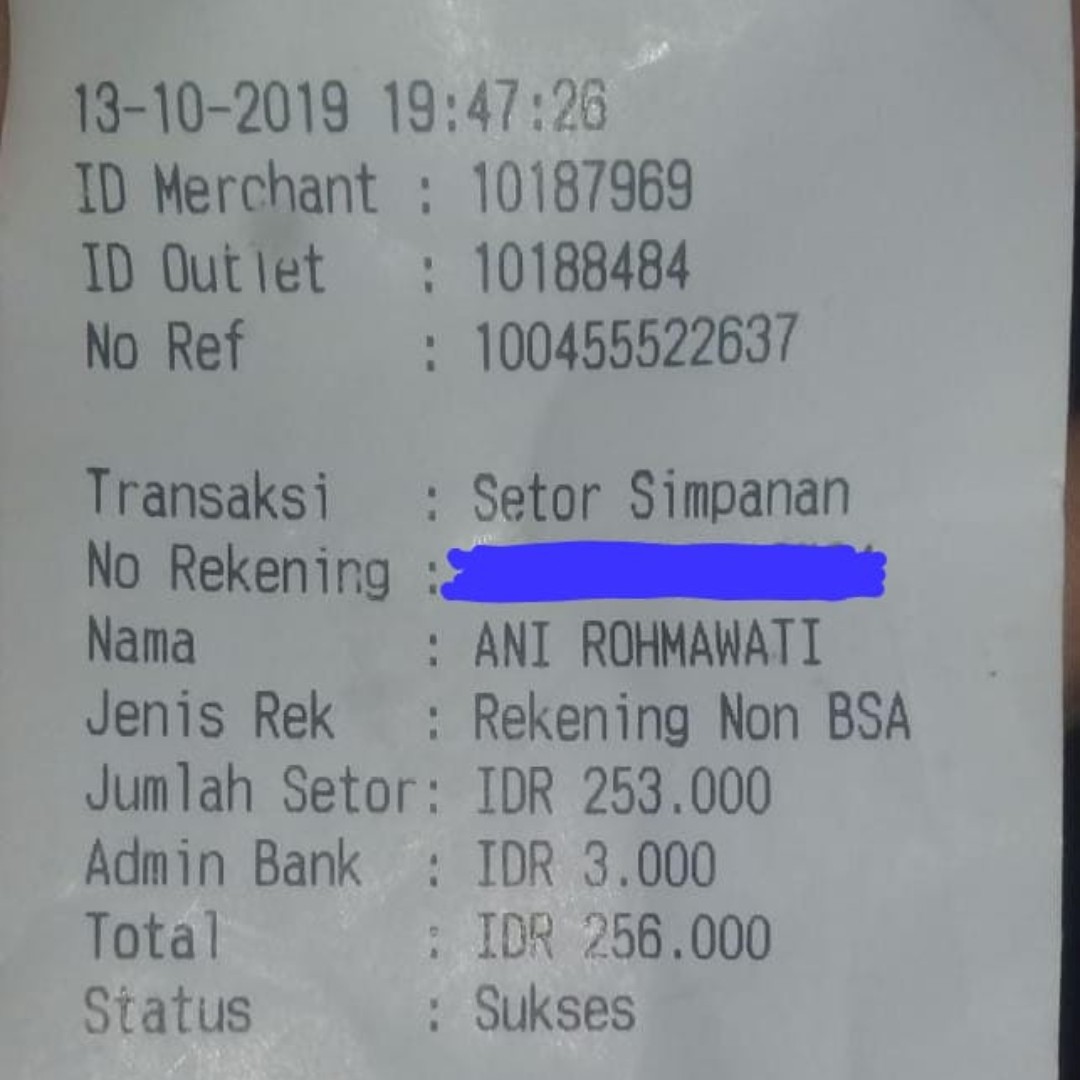 13-10-2019 19:47:26
ID Merchant : 10187969
ID Outlet : 10188484
No Ref : 100455522637
Transaksi : Setor Simpanan
No Rekening :
Nama : ANI ROHMAWATI
Jenis Rek : Rekening Non BSA
Jumlah Setor: IDR 253.000
Admin Bank : IDR 3.000
Total : IDR 256.000
Status : Sukses